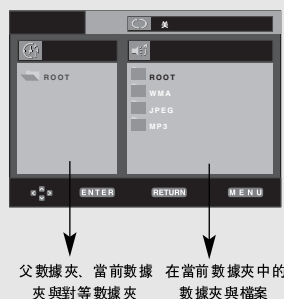 美
ROOT
ROOT
WMA
JPEG
MP3
ENTER
RETURN
MENU
父數據夾、當前數據
夾與對等數據夾
在當前數據夾中的
數據夾與檔案